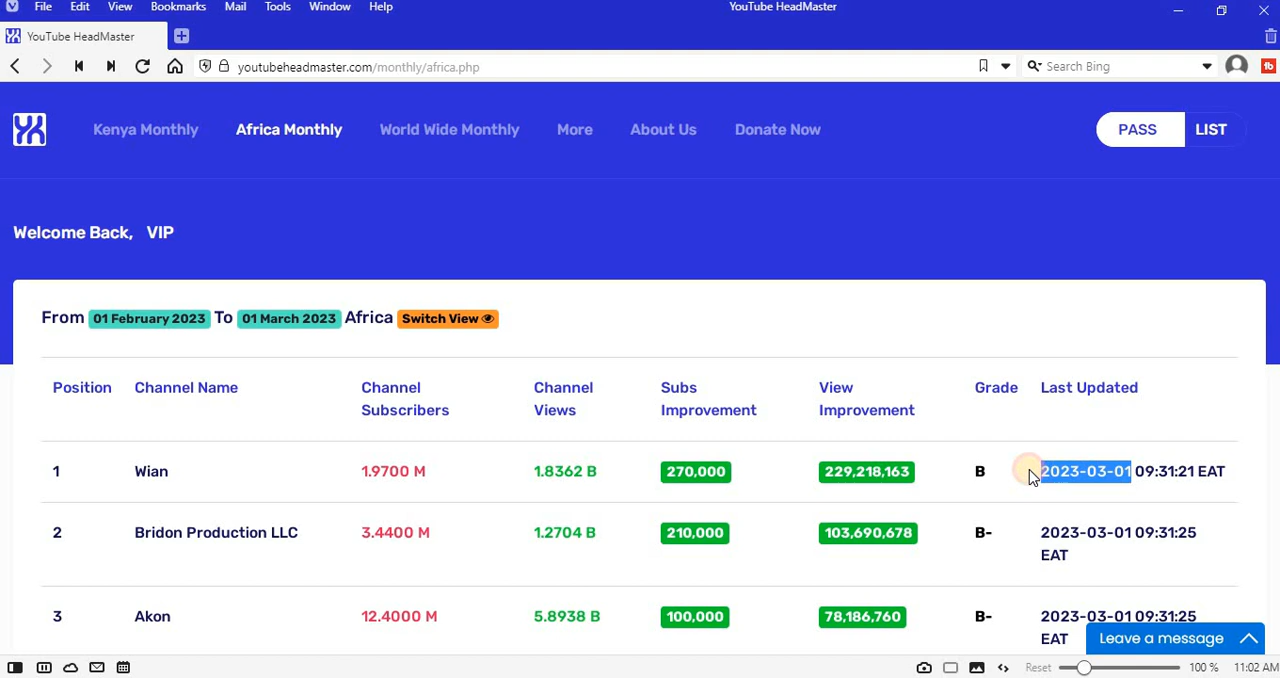 File Edit View Bookmarks Mail Tools Window Help YouTube HeadMaster
YouTube HeadMaster
youtubeheadmaster.com/monthly/africa.php Search Bing
Kenya Monthly Africa Monthly World Wide Monthly More About Us Donate Now PASS LIST
Welcome Back, VIP
From 01 February 2023 To 01 March 2023 Africa Switch View
Position Channel Name Channel Subscribers Channel Views Subs Improvement View Improvement Grade Last Updated
1 Wian 1.9700 M 1.8362 B 270,000 229,218,163 B 2023-03-01 09:31:21 EAT
2 Bridon Production LLC 3.4400 M 1.2704 B 210,000 103,690,678 B- 2023-03-01 09:31:25 EAT
3 Akon 12.4000 M 5.8938 B 100,000 78,186,760 B- 2023-03-01 09:31:25 EAT
Leave a message
Reset 100 % 11:02 AM